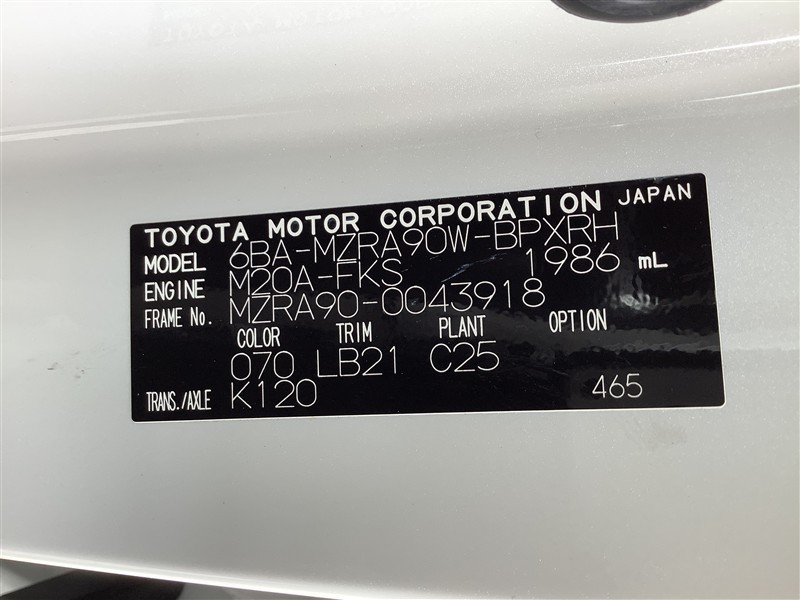 TOYOTA MOTOR CORPORATION JAPAN
MODEL 6BA-MZRA90W-BPXRH
ENGINE M20A-FKS 1986 mL
FRAME No. MZRA90-0043918
COLOR TRIM PLANT OPTION
070 LB21 C25
TRANS./AXLE K120 465